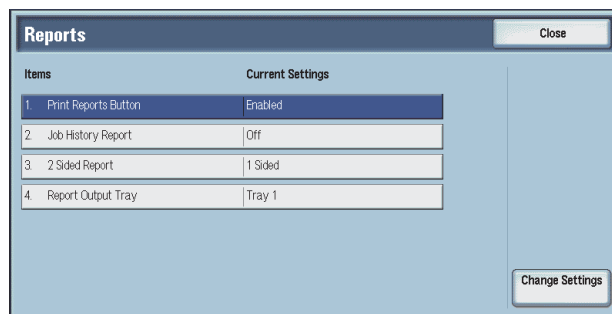 Reports
Close
Items Current Settings
1. Print Reports Button Enabled
2. Job History Report Off
3. 2 Sided Report 1 Sided
4. Report Output Tray Tray 1
Change Settings